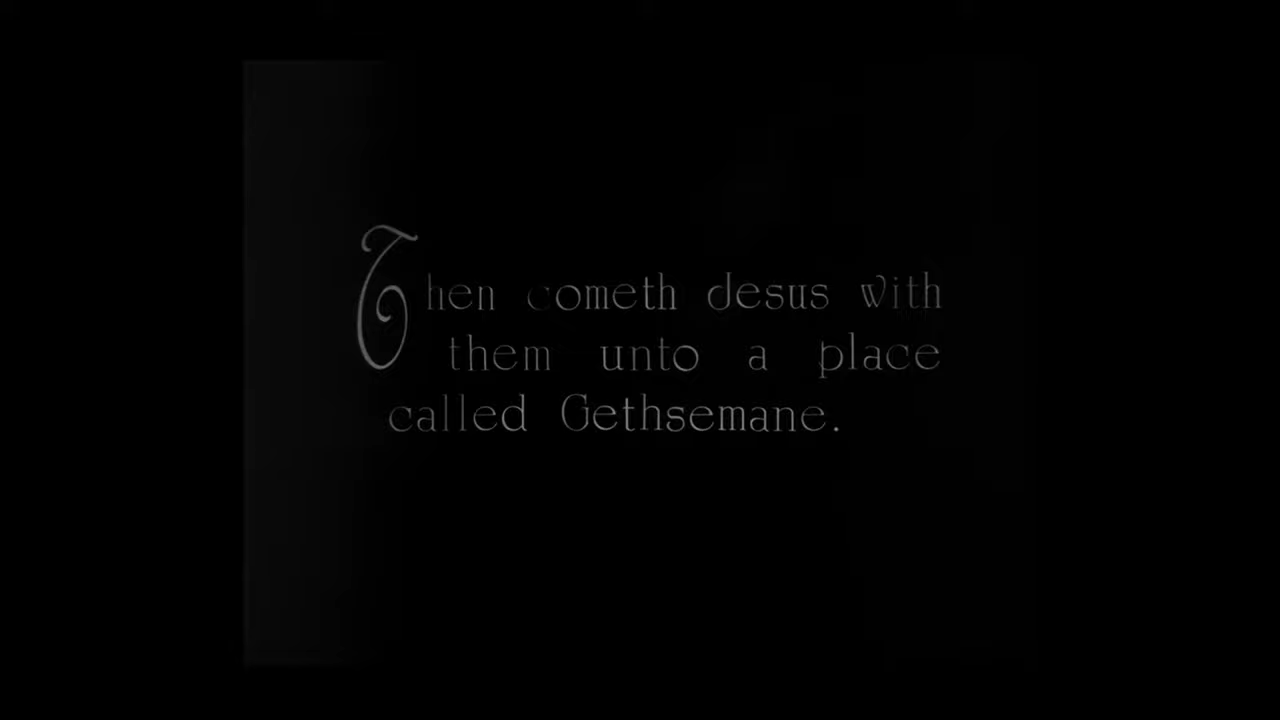 Then cometh Jesus with
them unto a place
called Gethsemane.